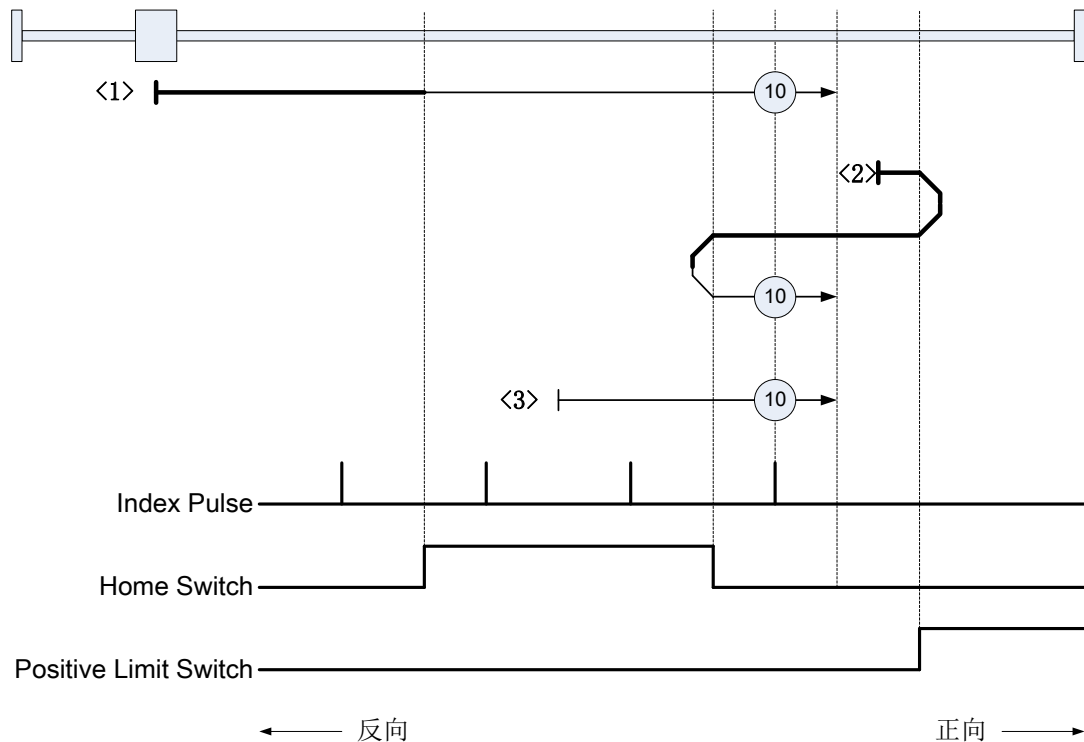 <1>
10
<2>
10
<3>
10
Index Pulse
Home Switch
Positive Limit Switch
反向
正向